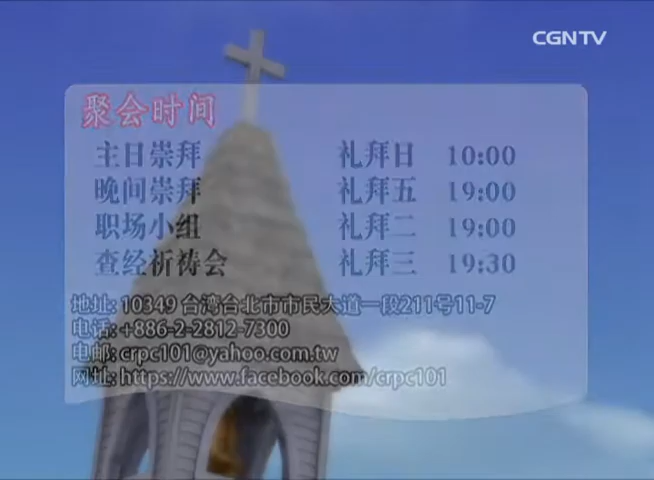 CGNTV
聚会时间
主日崇拜 礼拜日 10:00
晚间崇拜 礼拜五 19:00
职场小组 礼拜二 19:00
查经祈祷会 礼拜三 19:30
地址: 10349 台湾台北市市民大道一段211号11-7
电话: +886-2-2812-7300
电邮: crpc101@yahoo.com.tw
网址: https://www.facebook.com/crpc101